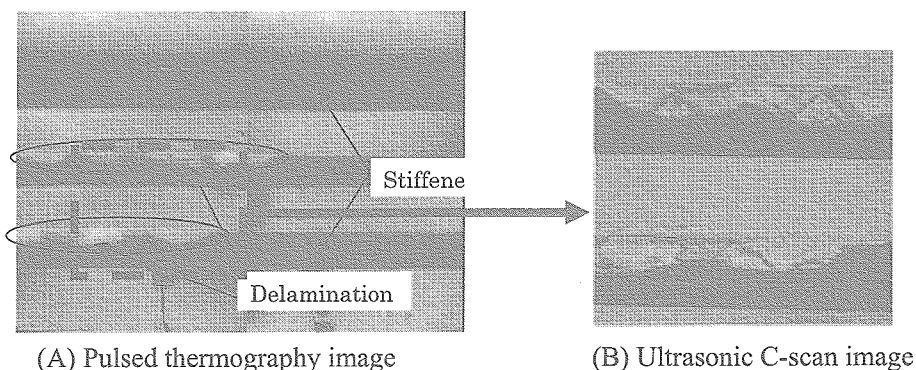 Stiffene
Delamination
(A) Pulsed thermography image
(B) Ultrasonic C-scan image